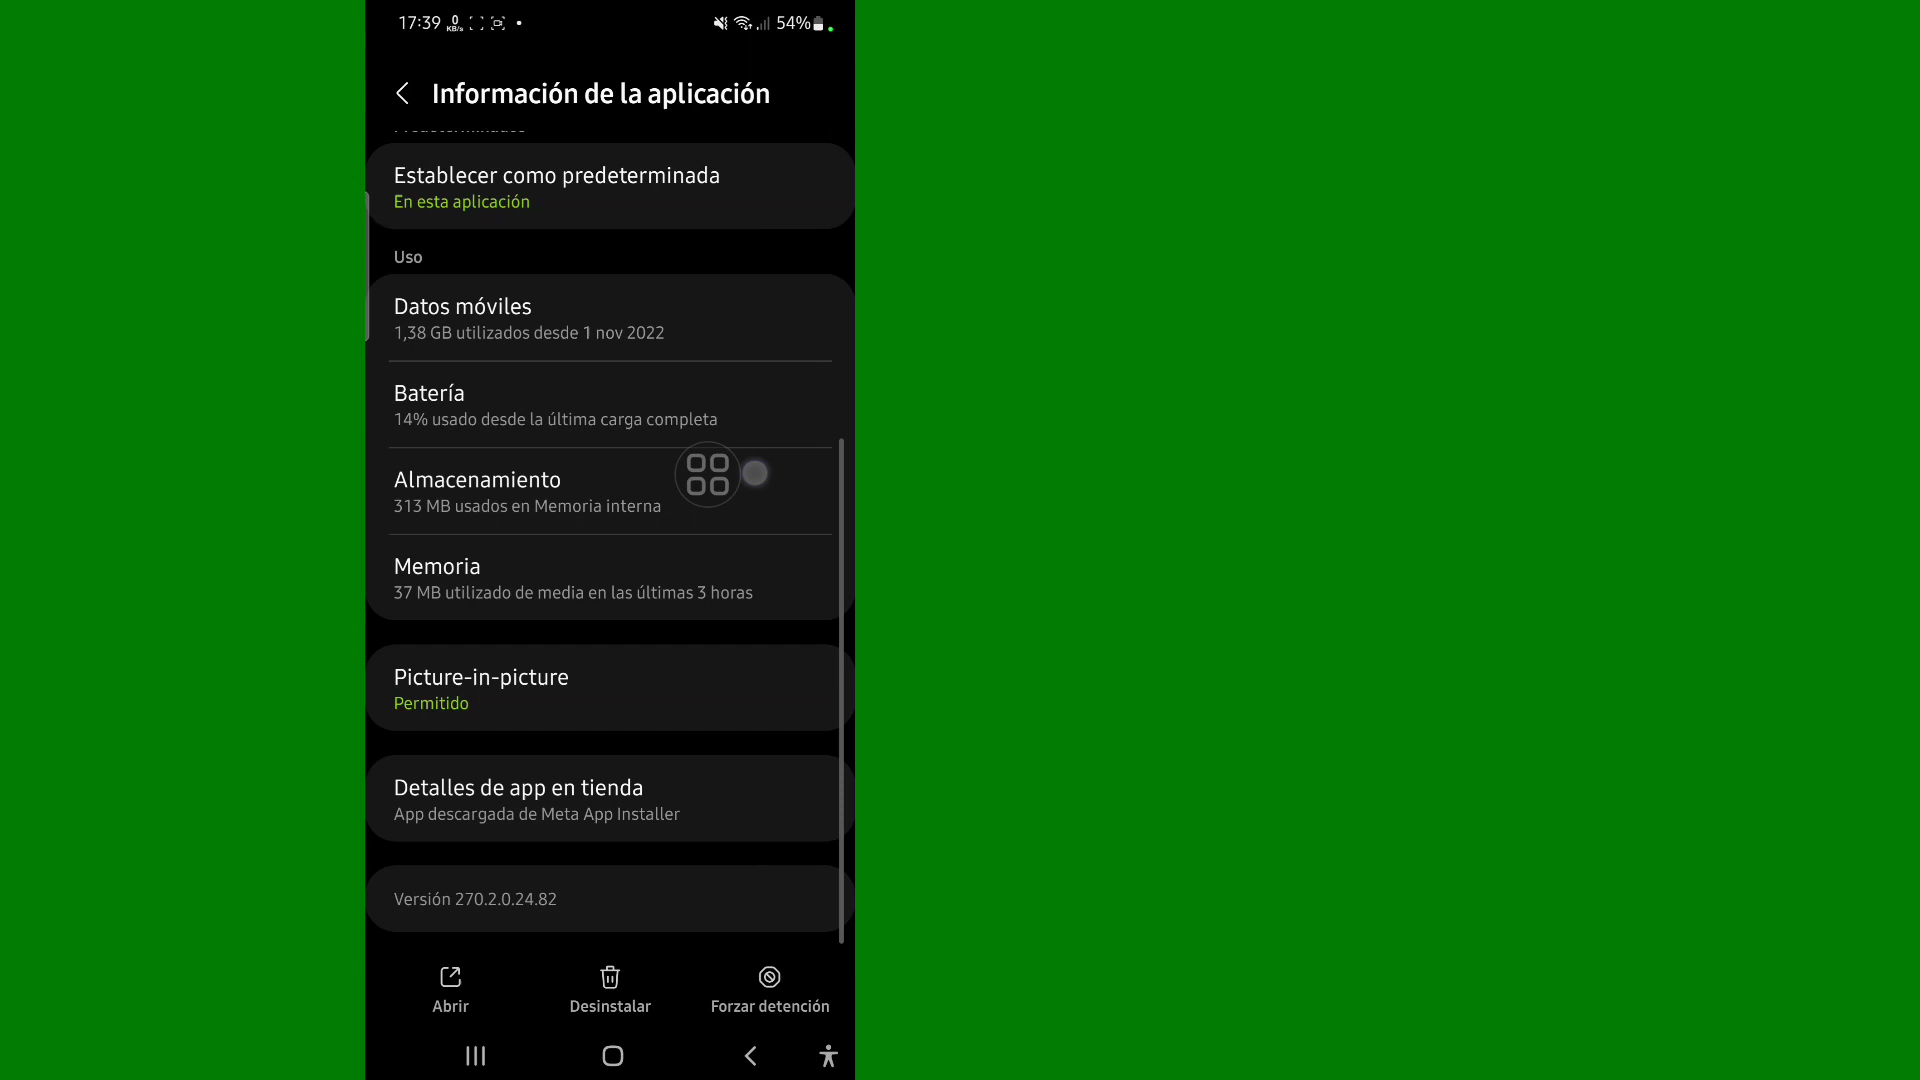 17:39 0 KB/s 54%
Información de la aplicación
Predeterminados
Establecer como predeterminada
En esta aplicación
Uso
Datos móviles
1,38 GB utilizados desde 1 nov 2022
Batería
14% usado desde la última carga completa
Almacenamiento
313 MB usados en Memoria interna
Memoria
37 MB utilizado de media en las últimas 3 horas
Picture-in-picture
Permitido
Detalles de app en tienda
App descargada de Meta App Installer
Versión 270.2.0.24.82
Abrir Desinstalar Forzar detención